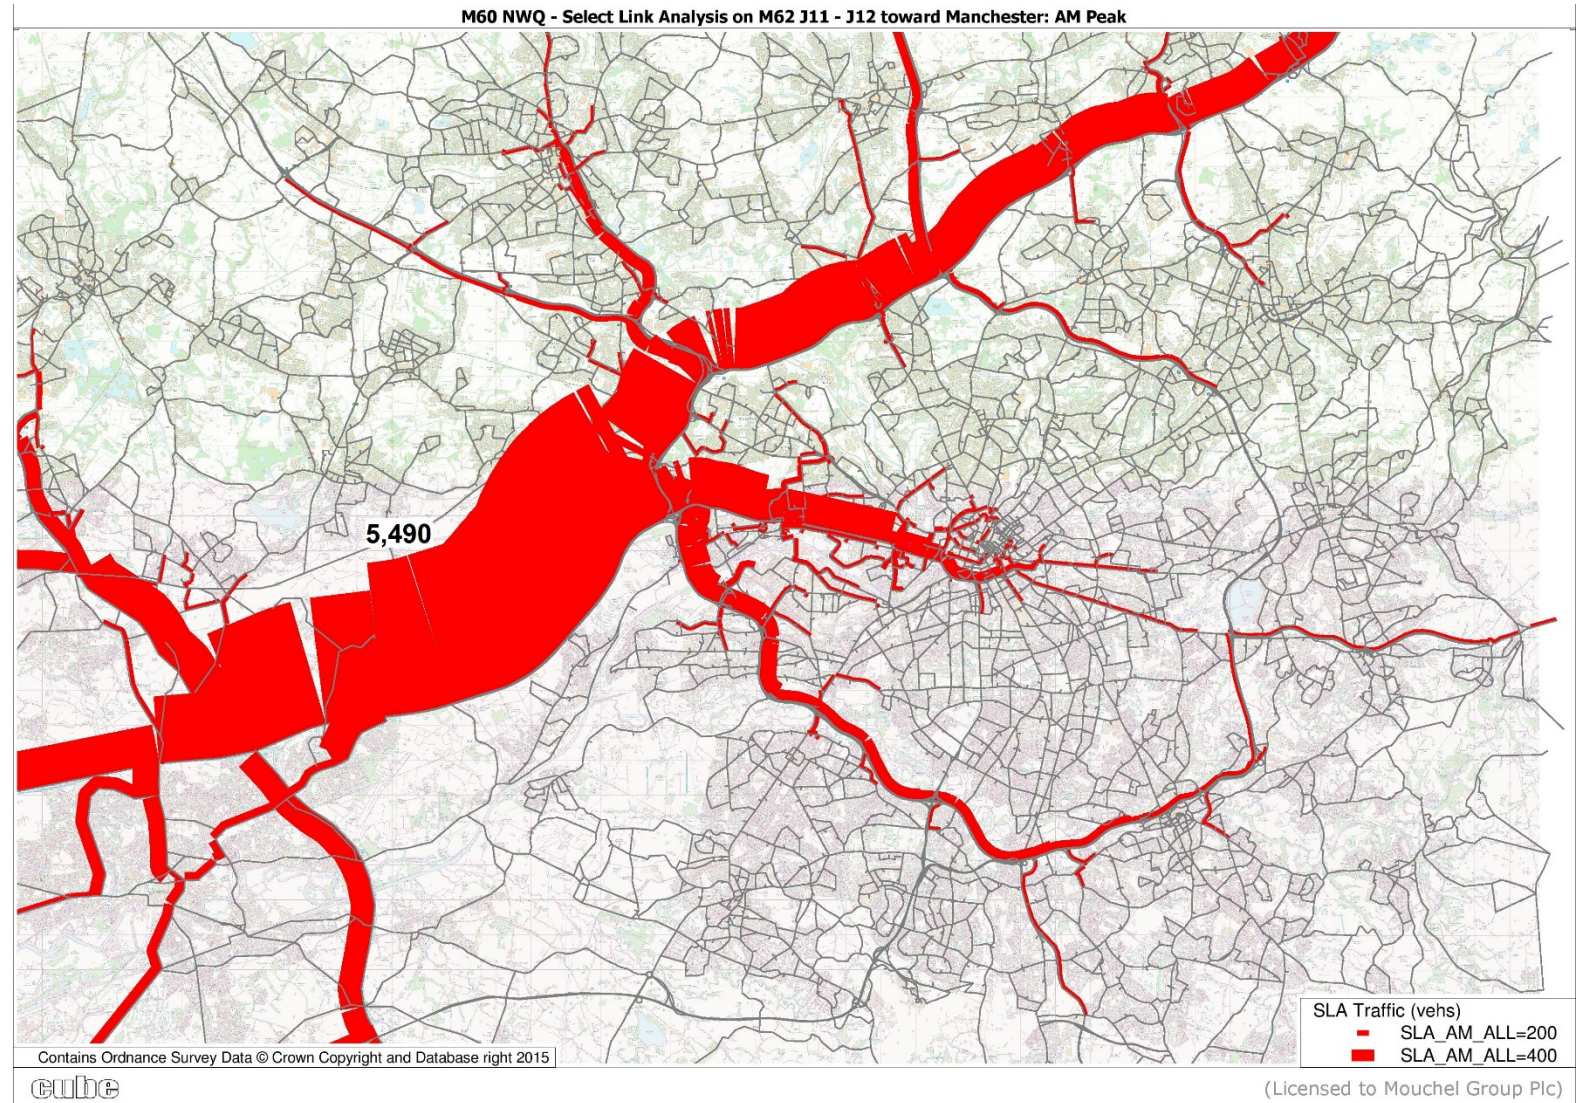 M60 NWQ - Select Link Analysis on M62 J11 - J12 toward Manchester: AM Peak
5,490
SLA Traffic (vehs)
SLA_AM_ALL=200
SLA_AM_ALL=400
Contains Ordnance Survey Data © Crown Copyright and Database right 2015
cube
(Licensed to Mouchel Group Plc)